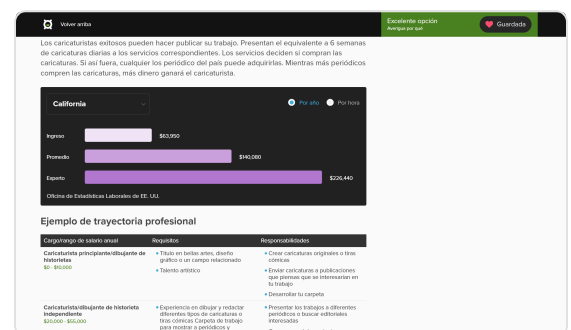 Volver arriba
Excelente opción
Averigua por qué
Guardada
Los caricaturistas exitosos pueden hacer publicar su trabajo. Presentan el equivalente a 6 semanas
de caricaturas diarias a los servicios correspondientes. Los servicios deciden si compran las
caricaturas. Si así fuera, cualquier los periódico del país puede adquirirlas. Mientras más periódicos
compren las caricaturas, más dinero ganará el caricaturista.
California
Por año
Por hora
Ingreso
$63,950
Promedio
$140,080
Experto
$226,440
Oficina de Estadísticas Laborales de EE. UU.
Ejemplo de trayectoria profesional
Cargo/rango de salario anual
Requisitos
Responsabilidades
Caricaturista principiante/dibujante de
historietas
$0 - $10,000
• Título en bellas artes, diseño
gráfico o un campo relacionado
• Talento artístico
• Crear caricaturas originales o tiras
cómicas
• Enviar caricaturas a publicaciones
que piensas que se interesarían en
tu trabajo
• Desarrollar tu carpeta
Caricaturista/dibujante de historieta
independiente
$20,000 - $55,000
• Experiencia en dibujar y redactar
diferentes tipos de caricaturas o
tiras cómicas Carpeta de trabajo
para mostrar a periódicos y
• Presentar los trabajos a diferentes
periódicos o buscar editoriales
interesadas